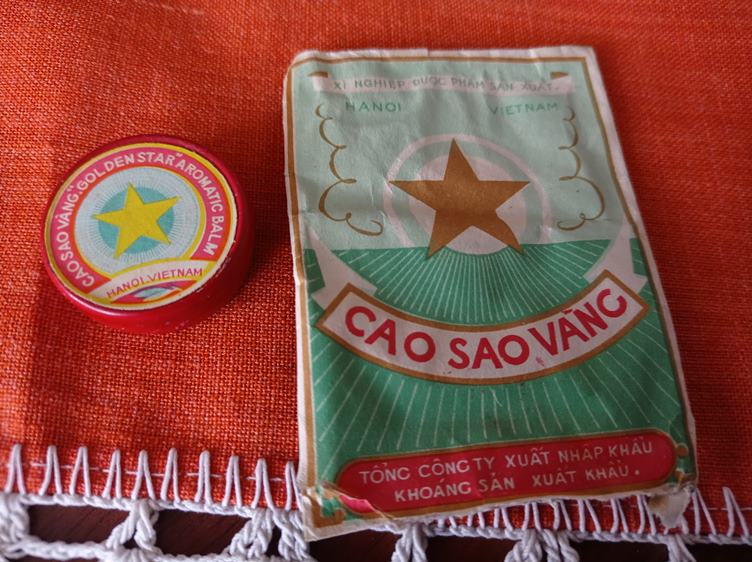 CAO SAO VÀNG; "GOLDEN STAR" AROMATIC BALM
HANOI.VIETNAM
XÍ NGHIỆP DƯỢC PHẨM SẢN XUẤT.
HANOI VIETNAM
CAO SAO VÀNG
TỔNG CÔNG TY XUẤT NHẬP KHẨU
KHOÁNG SẢN XUẤT KHẨU.